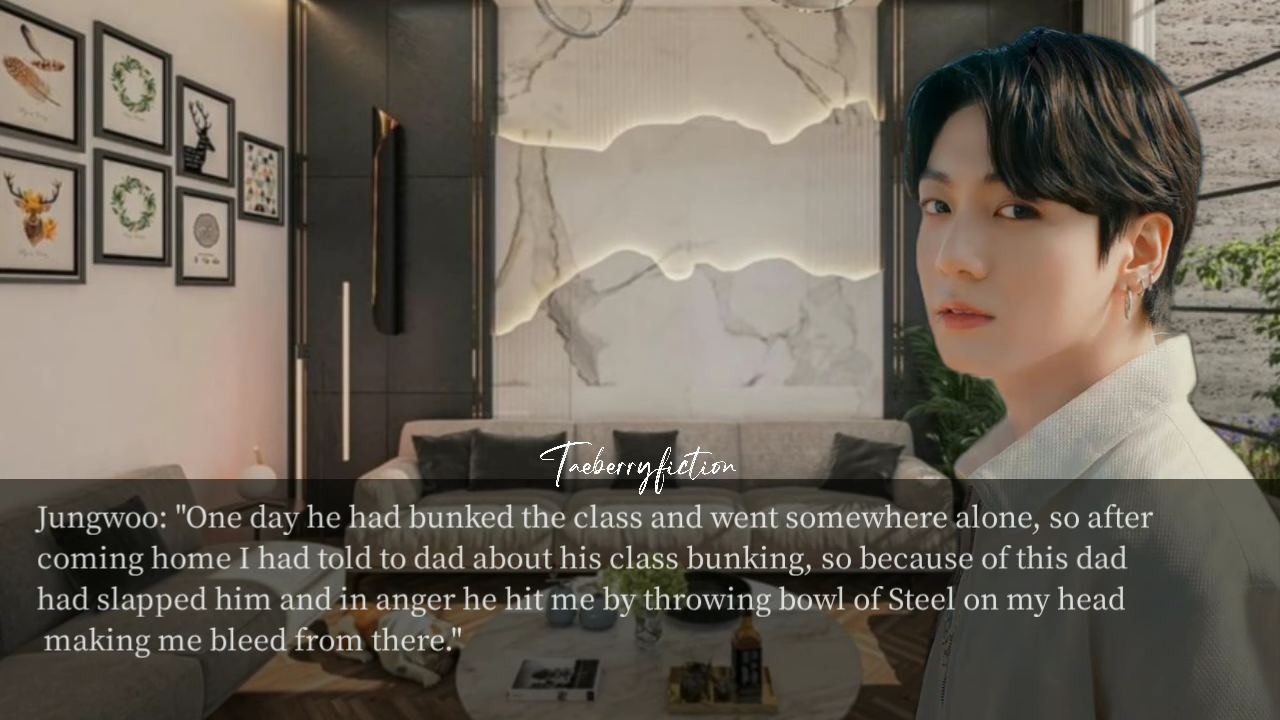 Taeberryfiction
Jungwoo: "One day he had bunked the class and went somewhere alone, so after
coming home I had told to dad about his class bunking, so because of this dad
had slapped him and in anger he hit me by throwing bowl of Steel on my head
making me bleed from there."